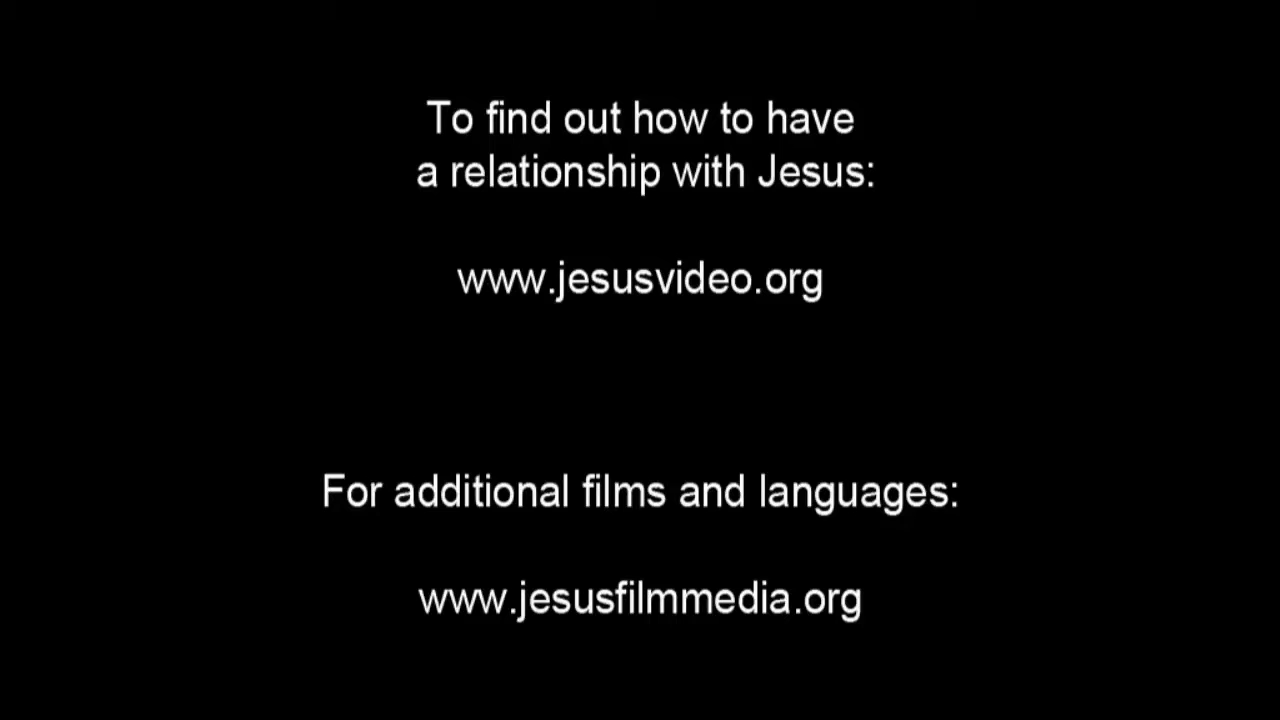 To find out how to have
a relationship with Jesus:
www.jesusvideo.org
For additional films and languages:
www.jesusfilmmedia.org